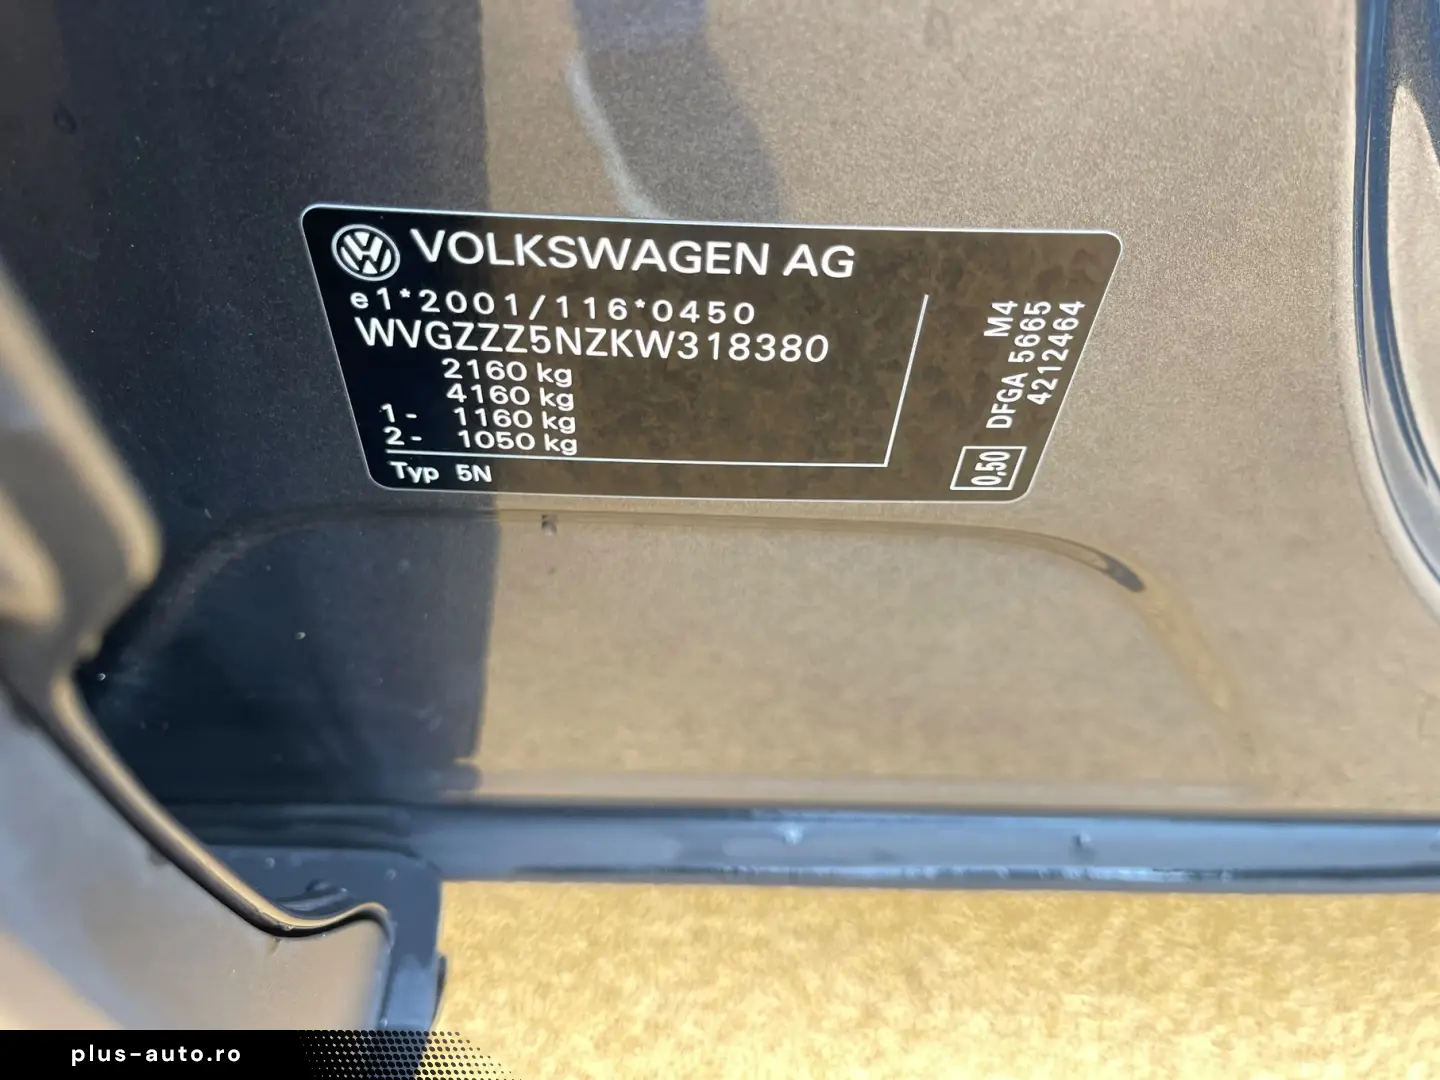 VOLKSWAGEN AG
e1*2001/116*0450
WVGZZZ5NZKW318380
2160 kg
4160 kg
1- 1160 kg
2- 1050 kg
Typ 5N
M4
DFGA 5665
4212464
0,50
plus-auto.ro